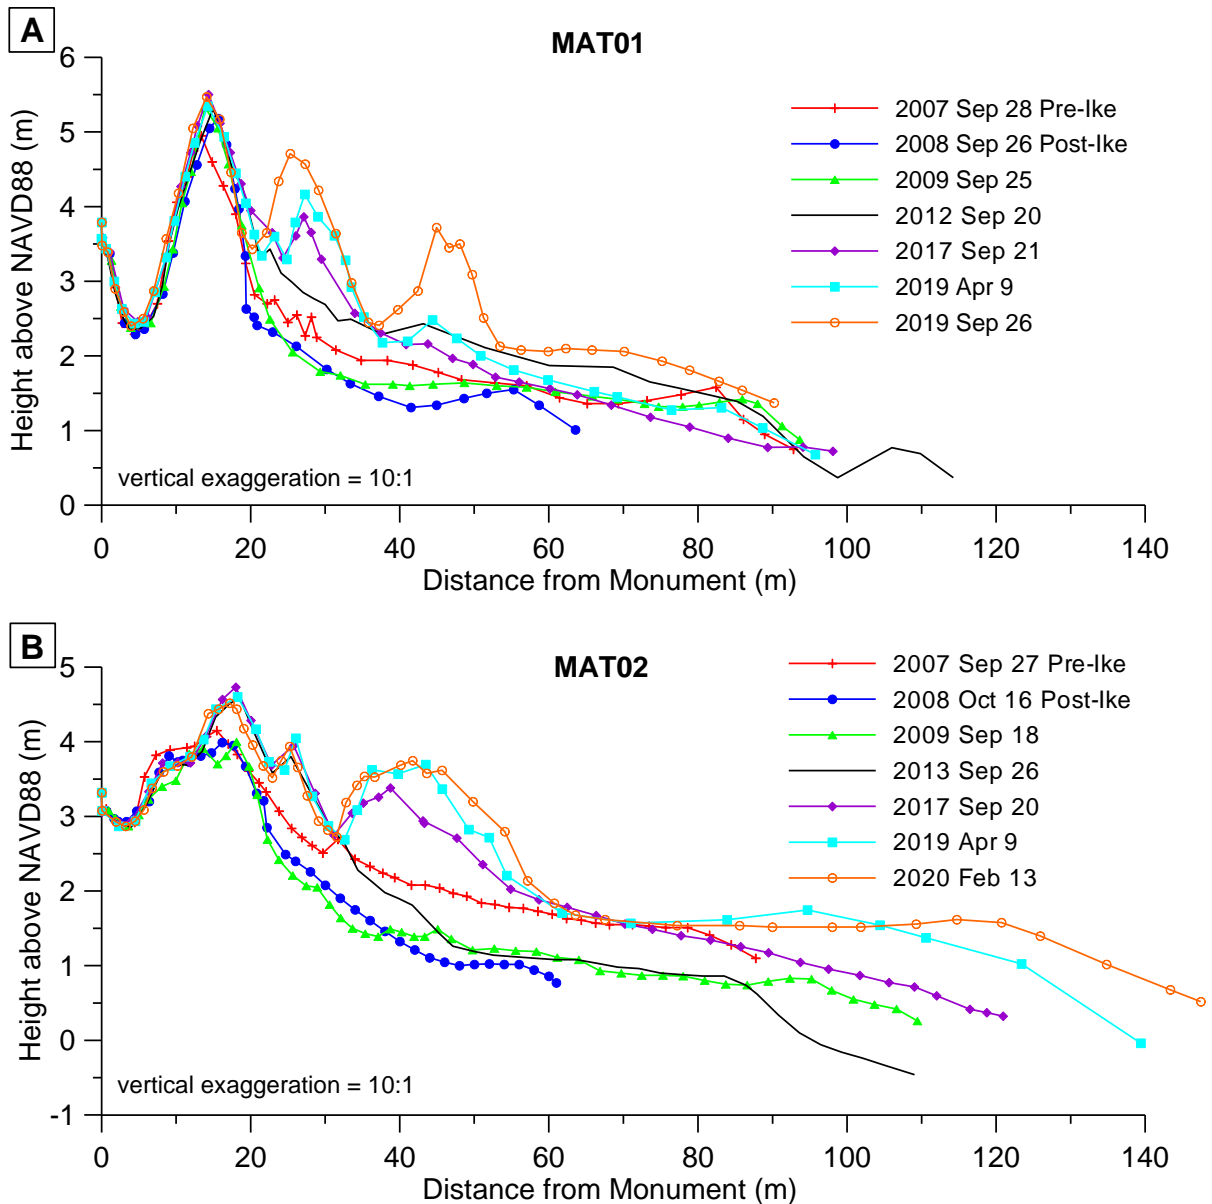 A
MAT01
Height above NAVD88 (m)
6
5
4
3
2
1
0
2007 Sep 28 Pre-Ike
2008 Sep 26 Post-Ike
2009 Sep 25
2012 Sep 20
2017 Sep 21
2019 Apr 9
2019 Sep 26
vertical exaggeration = 10:1
0 20 40 60 80 100 120 140
Distance from Monument (m)
B
MAT02
Height above NAVD88 (m)
5
4
3
2
1
0
-1
2007 Sep 27 Pre-Ike
2008 Oct 16 Post-Ike
2009 Sep 18
2013 Sep 26
2017 Sep 20
2019 Apr 9
2020 Feb 13
vertical exaggeration = 10:1
0 20 40 60 80 100 120 140
Distance from Monument (m)